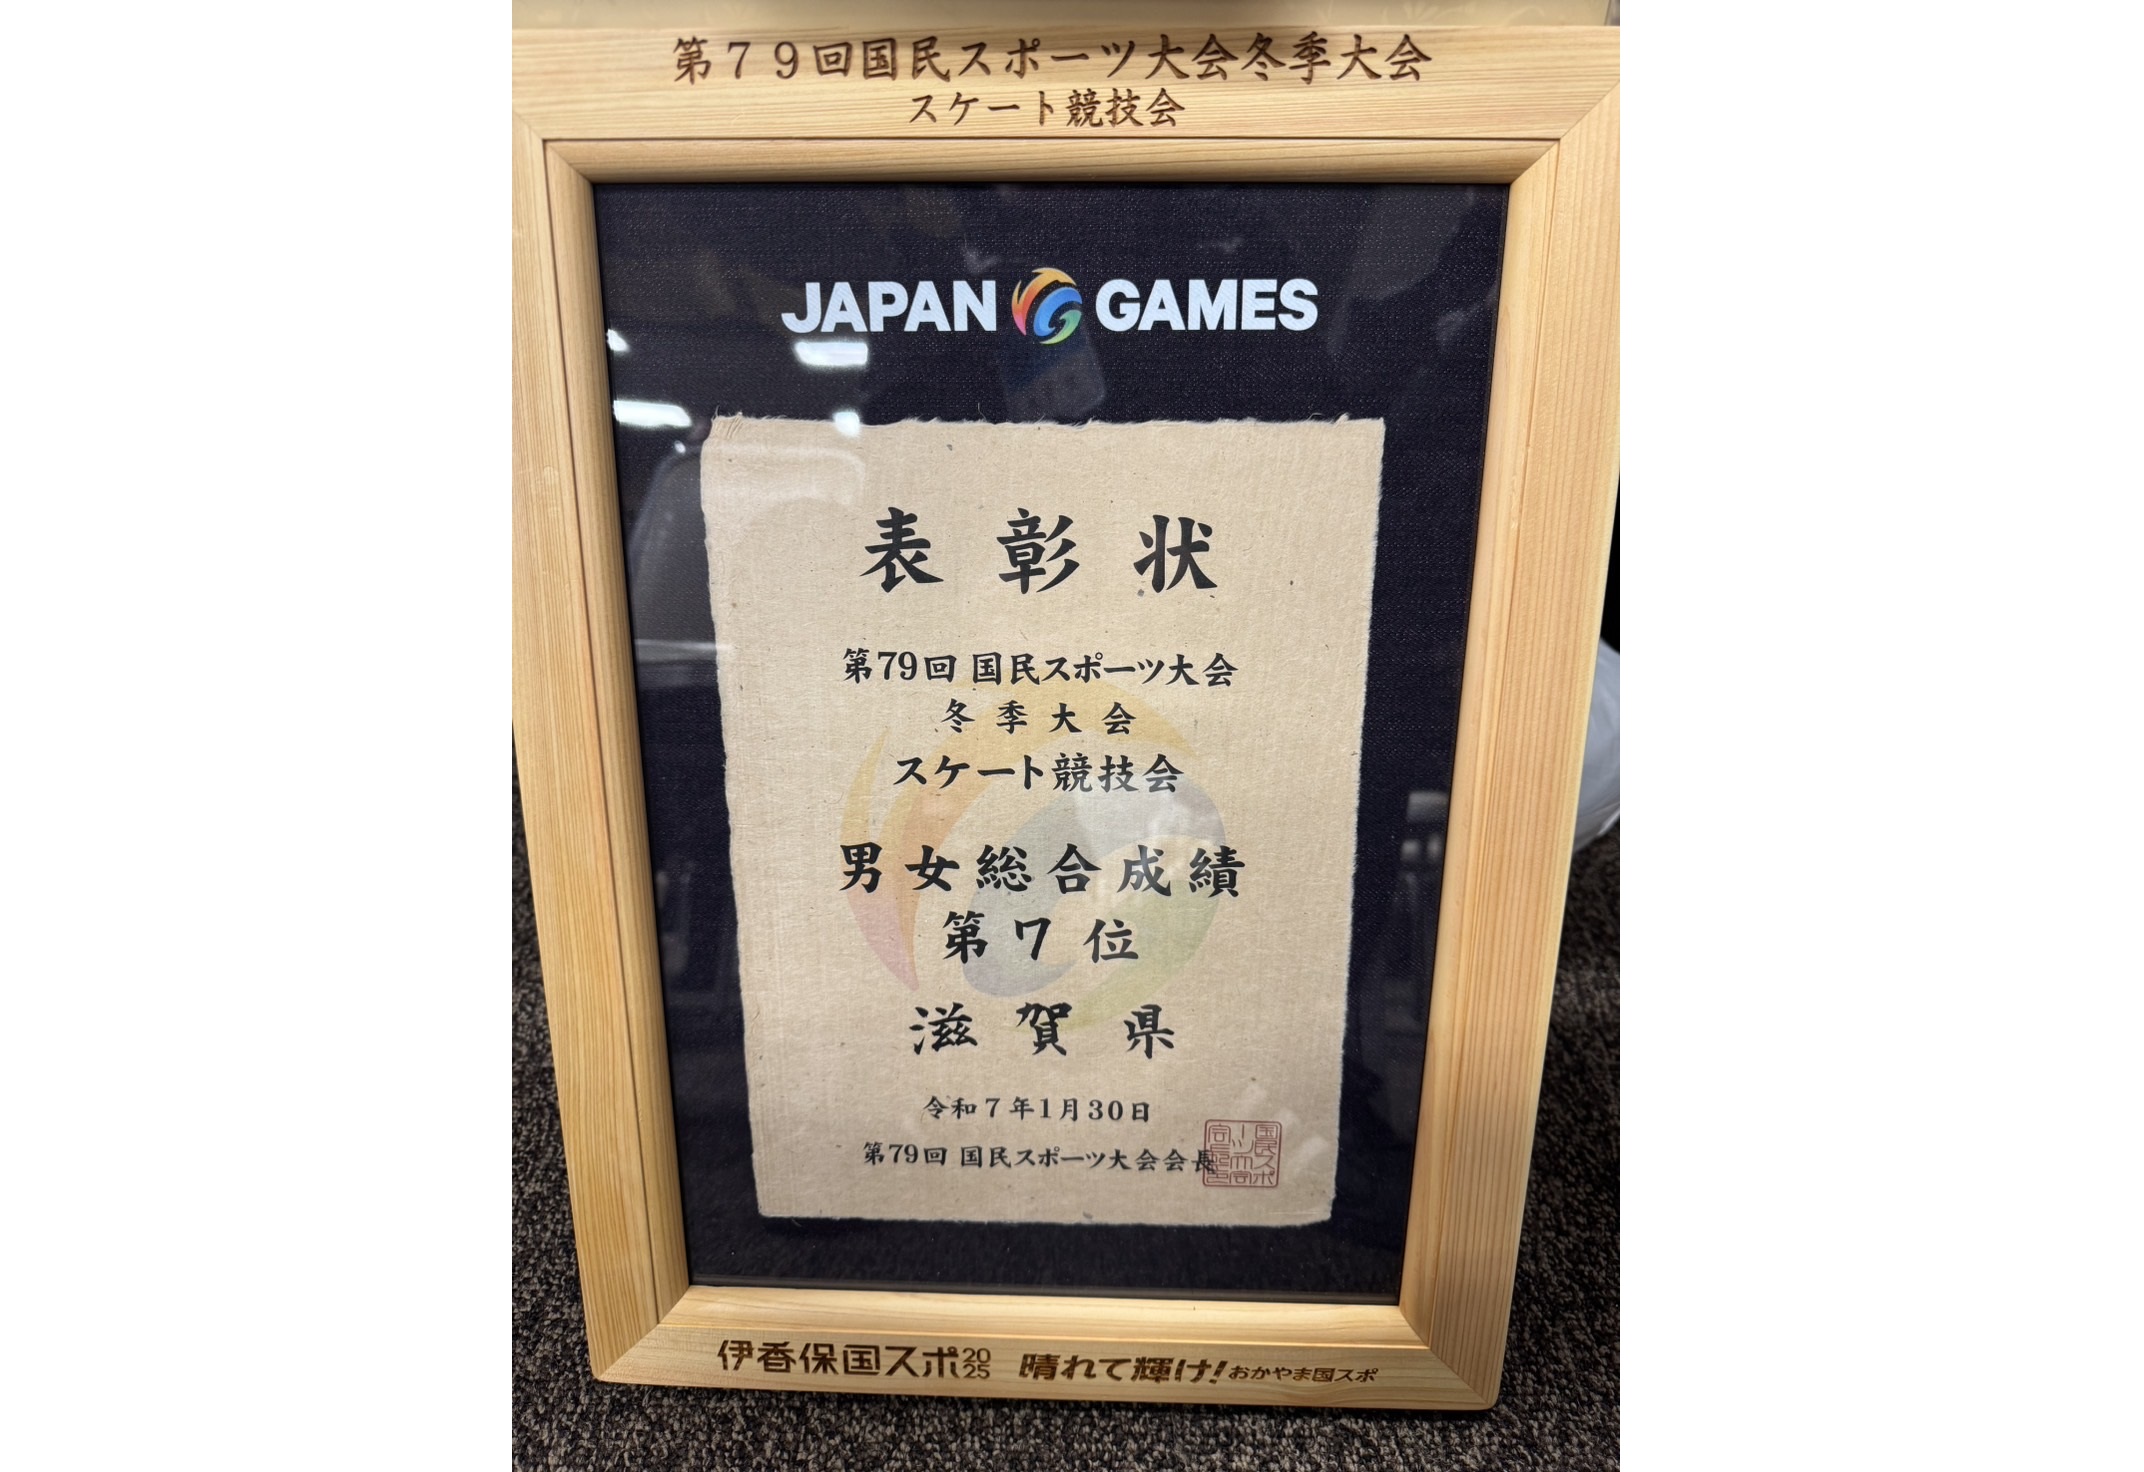 第７９回国民スポーツ大会冬季大会
スケート競技会
JAPAN GAMES
表彰状
第79回 国民スポーツ大会
冬季大会
スケート競技会
男女総合成績
第7位
滋賀県
令和7年1月30日
第79回 国民スポーツ大会会長
伊香保国スポ2025 晴れて輝け!おかやま国スポ